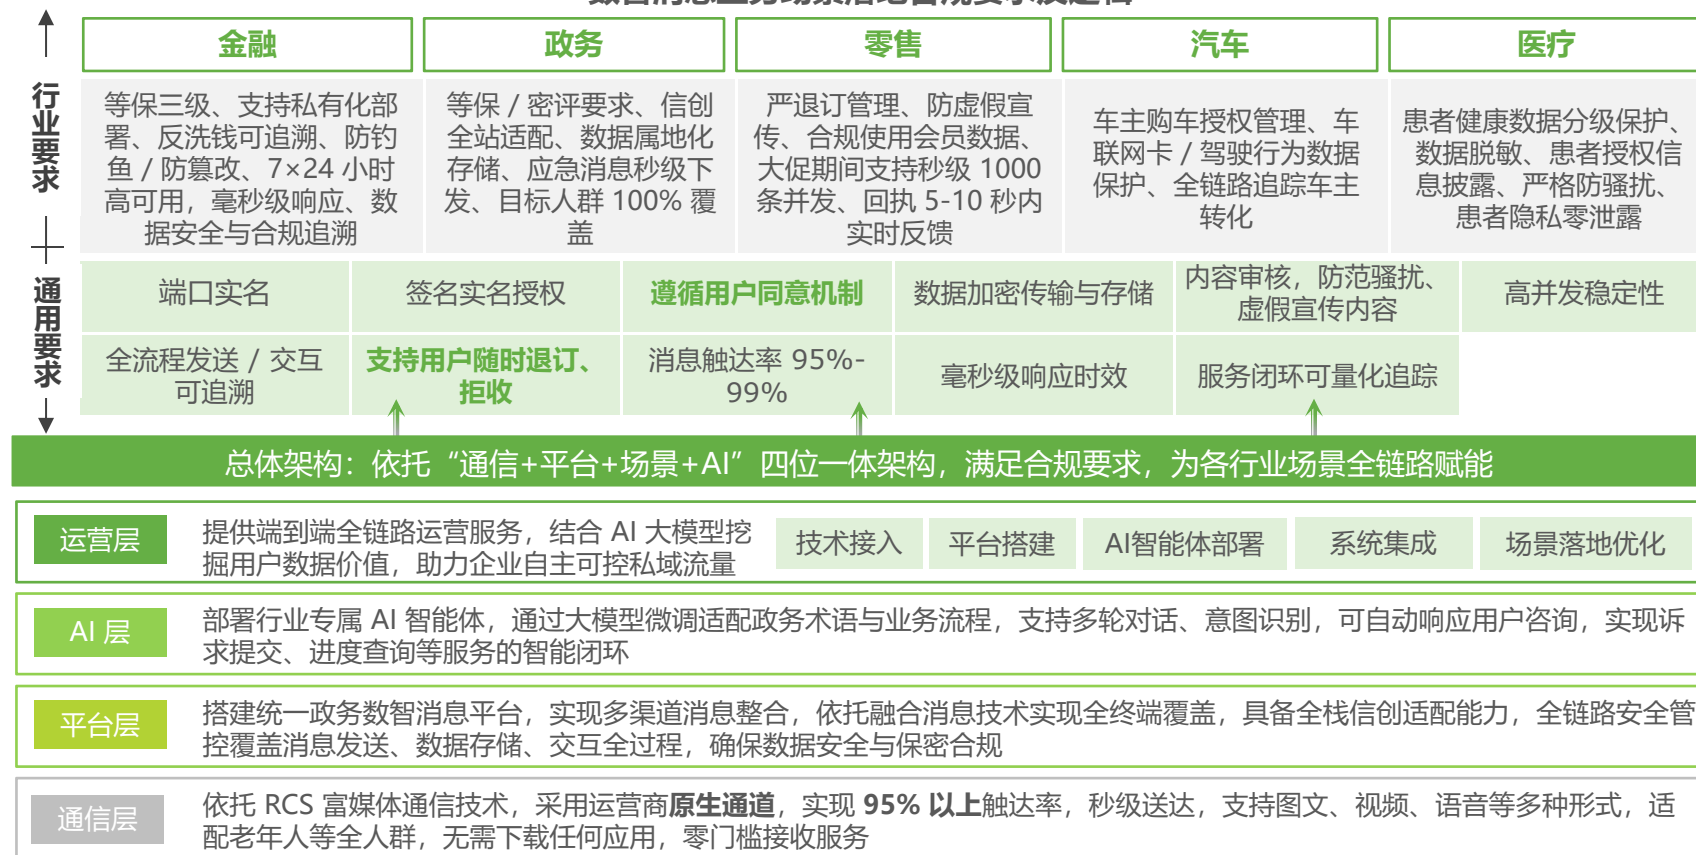 金融
政务
零售
汽车
医疗
行业要求
等保三级、支持私有化部
署、反洗钱可追溯、防钓
鱼 / 防篡改、7×24 小时
高可用，毫秒级响应、数
据安全与合规追溯
等保 / 密评要求、信创
全站适配、数据属地化
存储、应急消息秒级下
发、目标人群 100% 覆
盖
严退订管理、防虚假宣
传、合规使用会员数据、
大促期间支持秒级 1000
条并发、回执 5-10 秒内
实时反馈
车主购车授权管理、车
联网卡 / 驾驶行为数据
保护、全链路追踪车主
转化
患者健康数据分级保护、
数据脱敏、患者授权信
息披露、严格防骚扰、
患者隐私零泄露
通用要求
端口实名
签名实名授权
遵循用户同意机制
数据加密传输与存储
内容审核，防范骚扰、
虚假宣传内容
高并发稳定性
全流程发送 / 交互
可追溯
支持用户随时退订、
拒收
消息触达率 95%-
99%
毫秒级响应时效
服务闭环可量化追踪
总体架构：依托“通信+平台+场景+AI”四位一体架构，满足合规要求，为各行业场景全链路赋能
运营层
提供端到端全链路运营服务，结合 AI 大模型挖
掘用户数据价值，助力企业自主可控私域流量
技术接入
平台搭建
AI智能体部署
系统集成
场景落地优化
AI 层
部署行业专属 AI 智能体，通过大模型微调适配政务术语与业务流程，支持多轮对话、意图识别，可自动响应用户咨询，实现诉
求提交、进度查询等服务的智能闭环
平台层
搭建统一政务数智消息平台，实现多渠道消息整合，依托融合消息技术实现全终端覆盖，具备全栈信创适配能力，全链路安全管
控覆盖消息发送、数据存储、交互全过程，确保数据安全与保密合规
通信层
依托 RCS 富媒体通信技术，采用运营商原生通道，实现 95% 以上触达率，秒级送达，支持图文、视频、语音等多种形式，适
配老年人等全人群，无需下载任何应用，零门槛接收服务